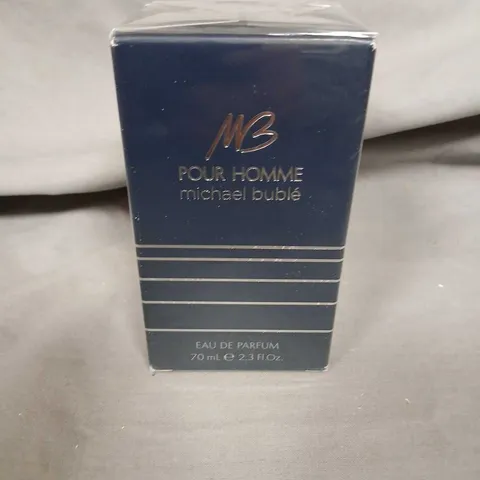 MB
POUR HOMME
michael bublé
EAU DE PARFUM
70 mL ℮ 2.3 Fl.Oz.